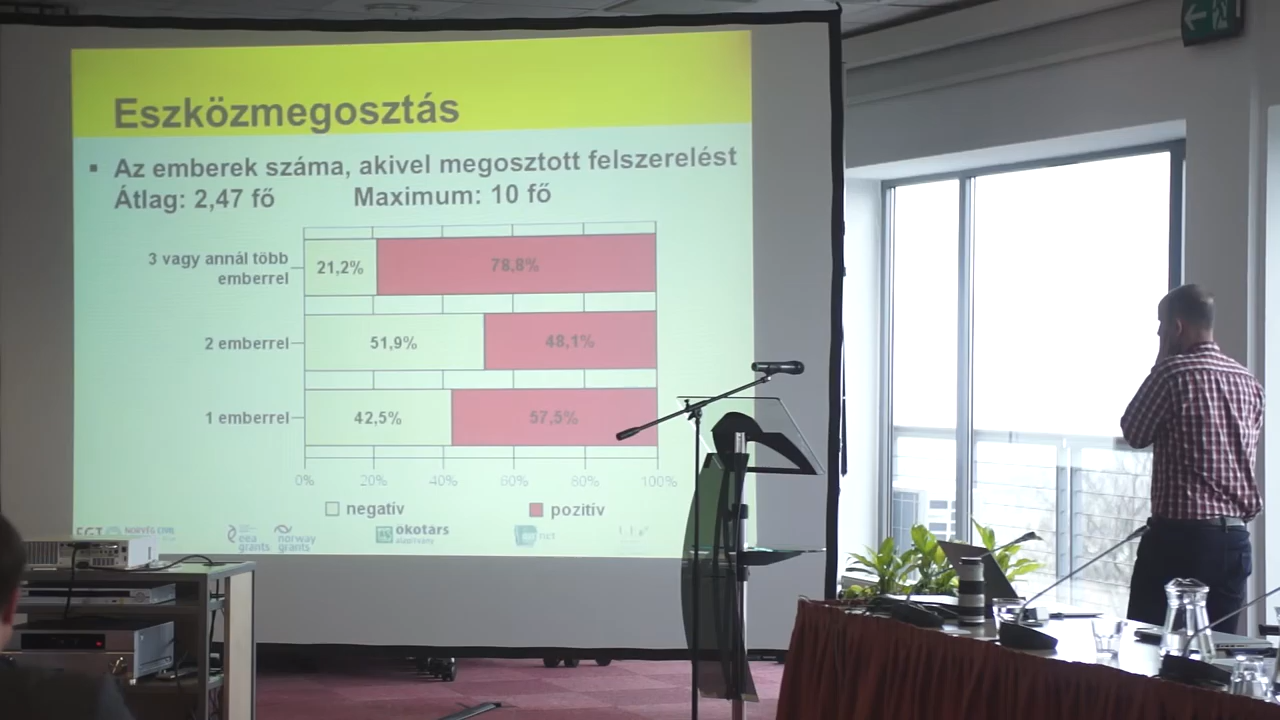 Eszközmegosztás
▪ Az emberek száma, akivel megosztott felszerelést
Átlag: 2,47 fő Maximum: 10 fő
3 vagy annál több
emberrel
21,2% 78,8%
2 emberrel 51,9% 48,1%
1 emberrel 42,5% 57,5%
0% 20% 40% 60% 80% 100%
negatív pozitív
eea
grants
norway
grants
ökotárs
alapítvány
net